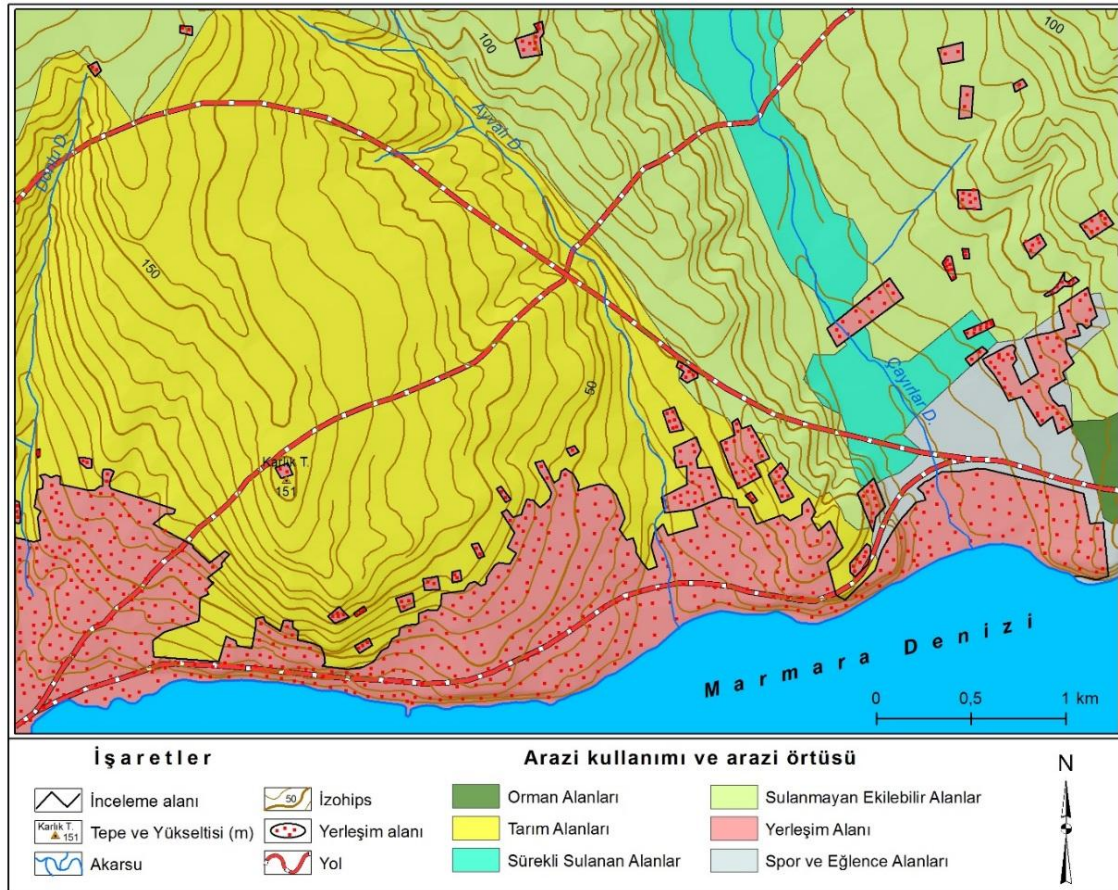 100
100
Ayvalı D.
150
50
Çayırlar D.
Karlık T.
151
Marmara Denizi
0 0,5 1 km
İşaretler
Arazi kullanımı ve arazi örtüsü
N
İnceleme alanı
50
İzohips
Orman Alanları
Sulanmayan Ekilebilir Alanlar
Karlık T.
151
Tepe ve Yükseltisi (m)
Yerleşim alanı
Tarım Alanları
Yerleşim Alanı
Akarsu
Yol
Sürekli Sulanan Alanlar
Spor ve Eğlence Alanları